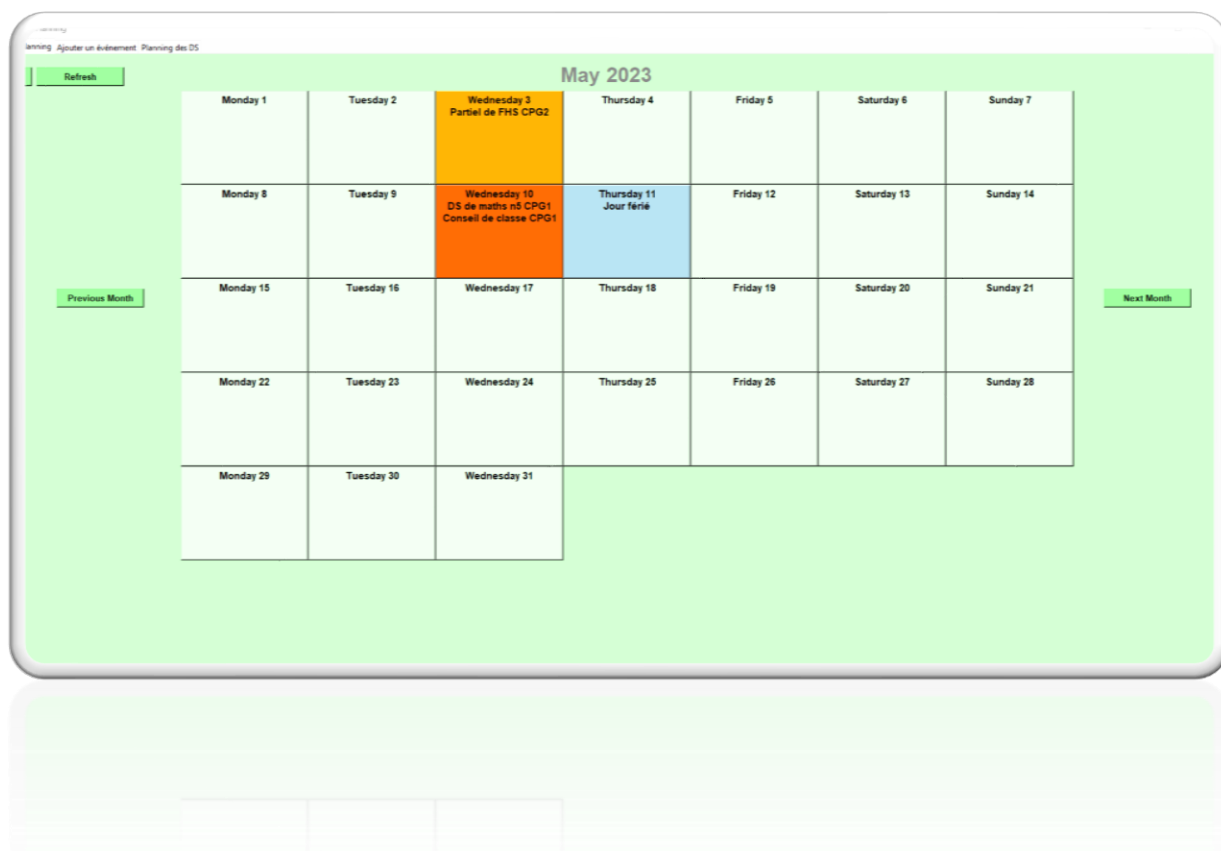 Ajouter un événement Planning des DS
Refresh
May 2023
Monday 1 Tuesday 2 Wednesday 3 Thursday 4 Friday 5 Saturday 6 Sunday 7
Partiel de FHS CPG2
Monday 8 Tuesday 9 Wednesday 10 Thursday 11 Friday 12 Saturday 13 Sunday 14
DS de maths n5 CPG1 Jour férié
Conseil de classe CPG1
Monday 15 Tuesday 16 Wednesday 17 Thursday 18 Friday 19 Saturday 20 Sunday 21
Previous Month Next Month
Monday 22 Tuesday 23 Wednesday 24 Thursday 25 Friday 26 Saturday 27 Sunday 28
Monday 29 Tuesday 30 Wednesday 31